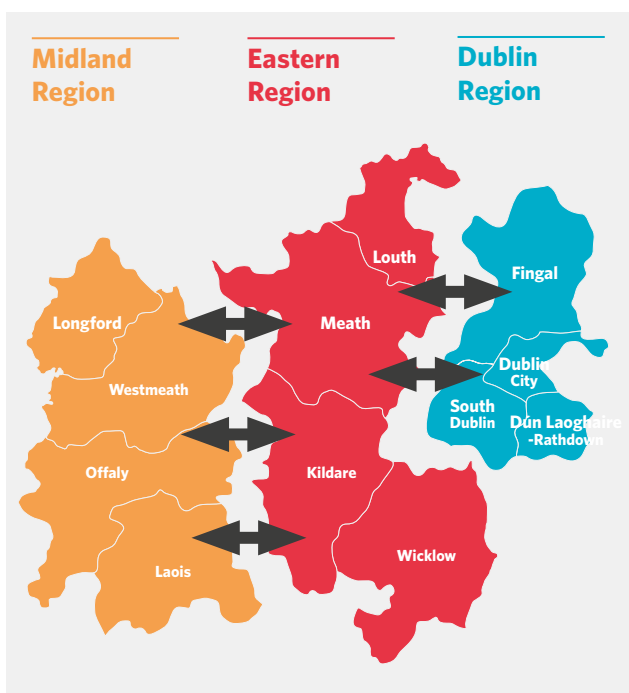 Midland
Region
Eastern
Region
Dublin
Region
Louth
Fingal
Longford
Meath
Dublin
City
Westmeath
South
Dublin
Dún Laoghaire
-Rathdown
Offaly
Kildare
Wicklow
Laois